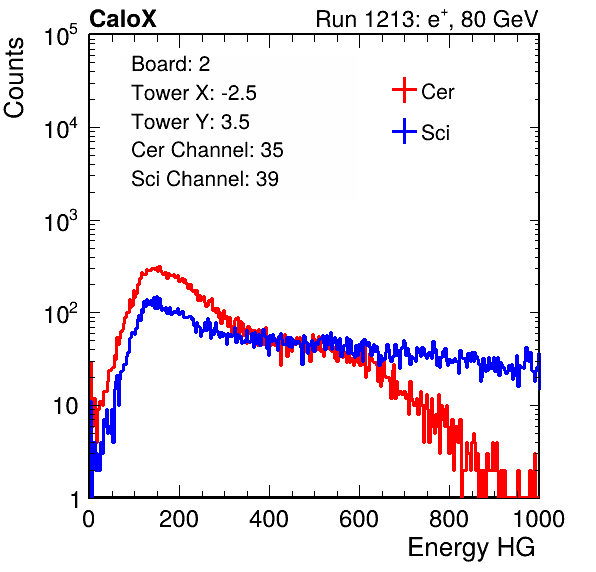 CaloX Run 1213: e⁺, 80 GeV
Counts
10⁵
10⁴
10³
10²
10
1
Board: 2
Tower X: -2.5
Tower Y: 3.5
Cer Channel: 35
Sci Channel: 39
Cer
Sci
0 200 400 600 800 1000
Energy HG